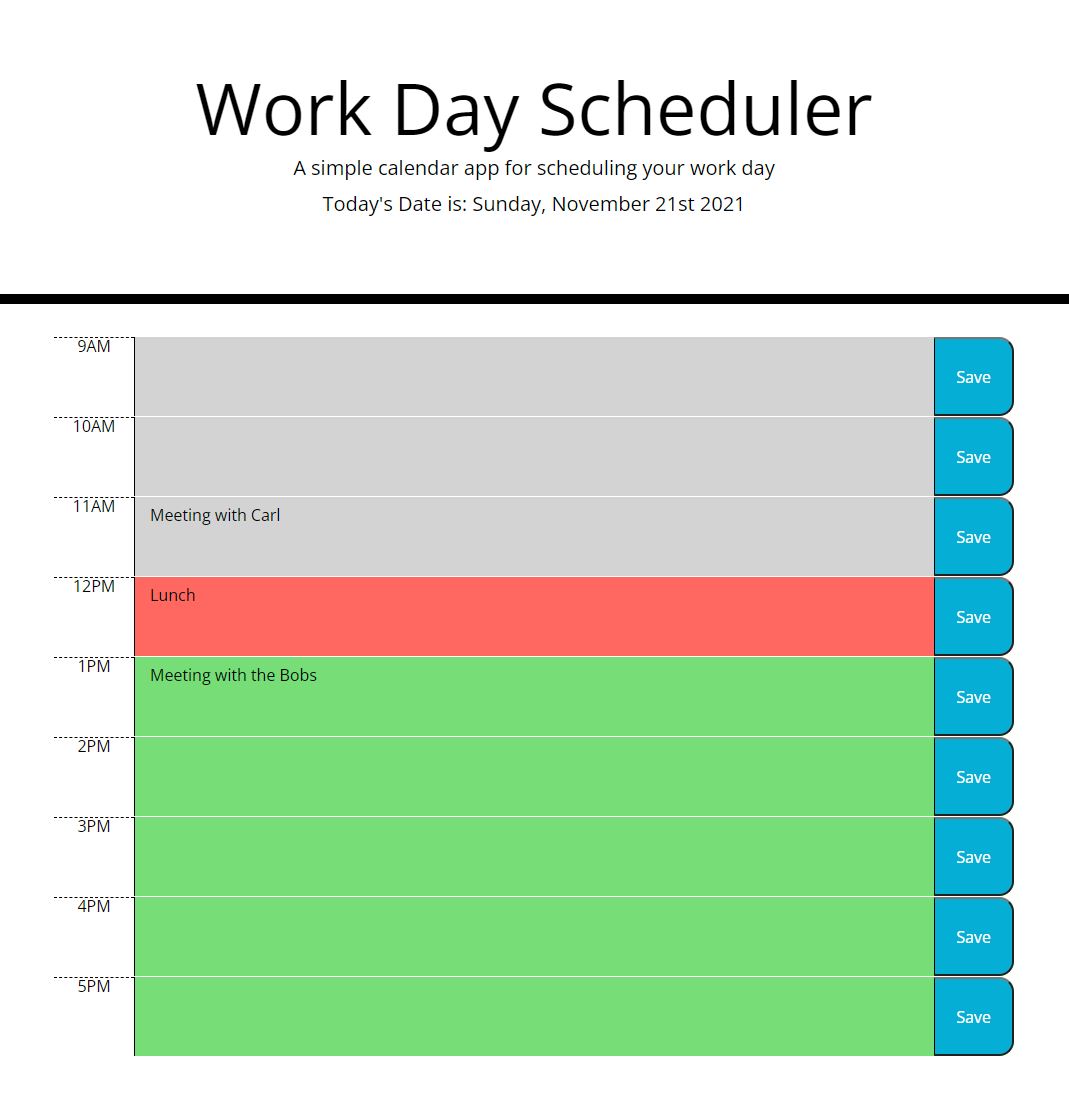 Work Day Scheduler
A simple calendar app for scheduling your work day
Today's Date is: Sunday, November 21st 2021
9AM
Save
10AM
Save
11AM
Meeting with Carl
Save
12PM
Lunch
Save
1PM
Meeting with the Bobs
Save
2PM
Save
3PM
Save
4PM
Save
5PM
Save